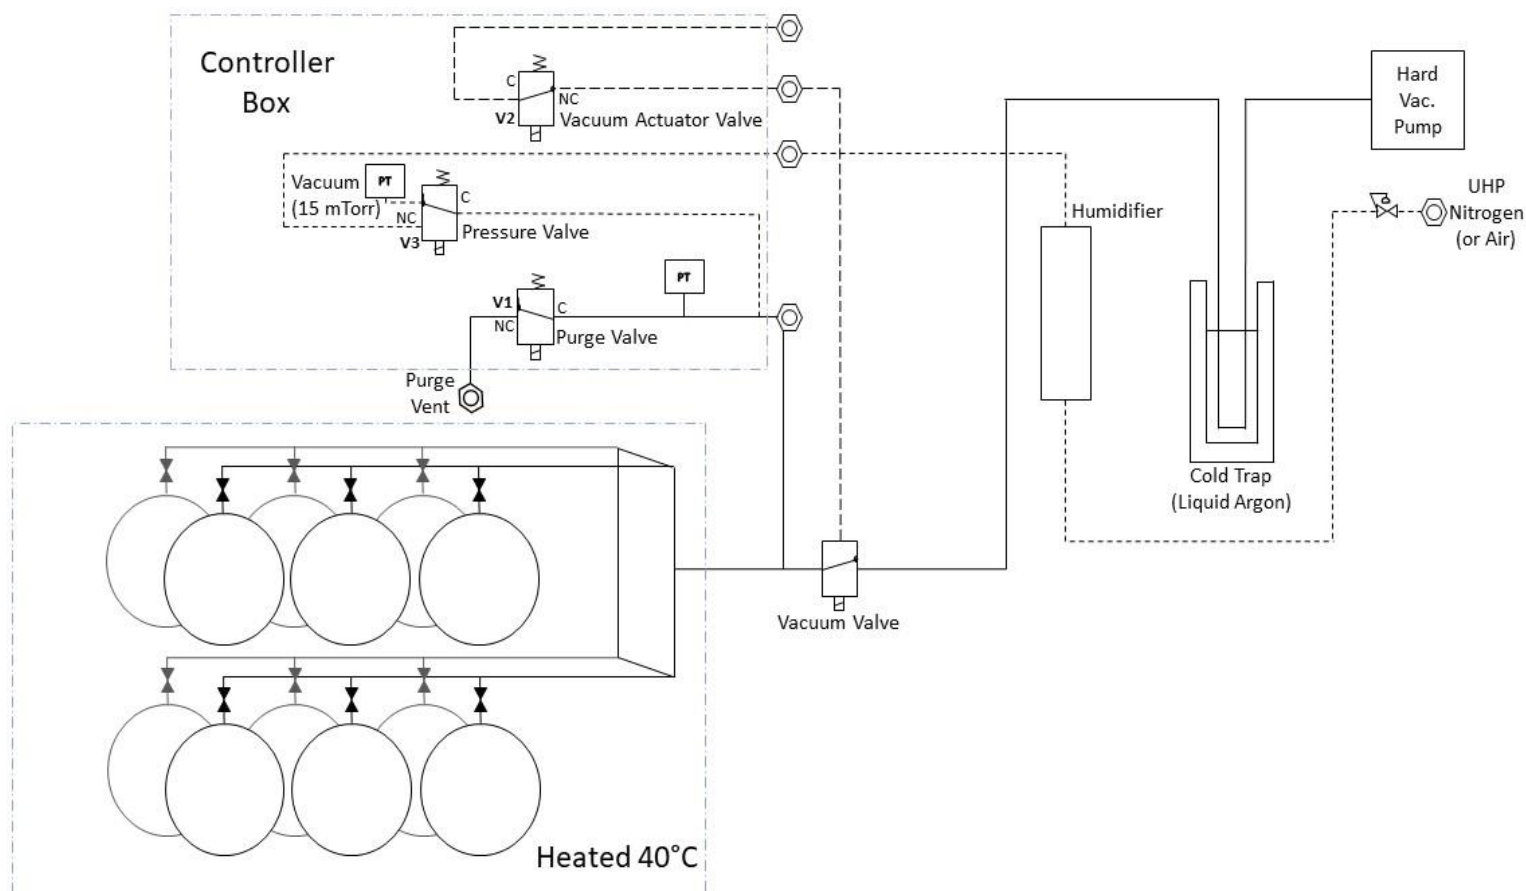 Controller
Box
C
NC
V2
Vacuum Actuator Valve
Hard
Vac.
Pump
Vacuum
(15 mTorr)
PT
C
NC
V3
Pressure Valve
Humidifier
UHP
Nitrogen
(or Air)
PT
V1
C
NC
Purge Valve
Purge
Vent
Cold Trap
(Liquid Argon)
Vacuum Valve
Heated 40°C